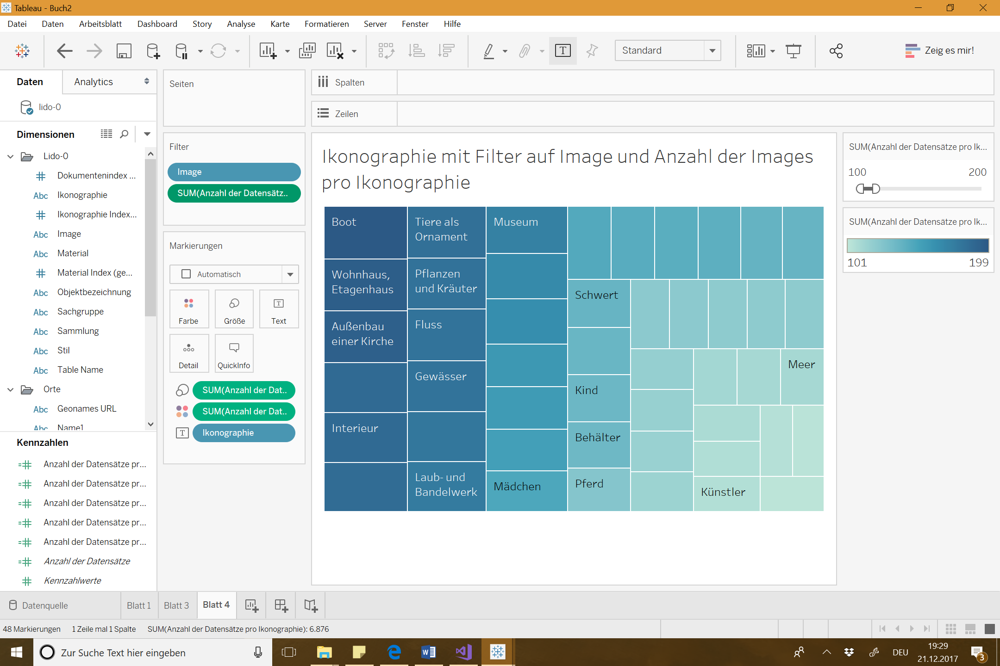 Tableau - Buch2
Datei Daten Arbeitsblatt Dashboard Story Analyse Karte Formatieren Server Fenster Hilfe
Standard
Zeig es mir!
Daten
Analytics
lido-0
Dimensionen
Lido-0
Dokumentenindex ...
Abc Ikonographie
Ikonographie Index...
Abc Image
Abc Material
Material Index (ge...
Abc Objektbezeichnung
Abc Sachgruppe
Abc Sammlung
Abc Stil
Abc Table Name
Orte
Abc Geonames URL
Abc Name1
Kennzahlen
Anzahl der Datensätze pr...
Anzahl der Datensätze pr...
Anzahl der Datensätze pr...
Anzahl der Datensätze pr...
Anzahl der Datensätze pr...
Anzahl der Datensätze
Kennzahlwerte
Seiten
Filter
Image
SUM(Anzahl der Datensätz..
Markierungen
Automatisch
Farbe
Größe
T
Text
Detail
QuickInfo
SUM(Anzahl der Dat..
SUM(Anzahl der Dat..
T Ikonographie
Spalten
Zeilen
Ikonographie mit Filter auf Image und Anzahl der Images
pro Ikonographie
Boot
Wohnhaus,
Etagenhaus
Außenbau
einer Kirche
Interieur
Tiere als
Ornament
Pflanzen
und Kräuter
Fluss
Gewässer
Laub- und
Bandelwerk
Museum
Mädchen
Schwert
Kind
Behälter
Pferd
Meer
Künstler
SUM(Anzahl der Datensätze pro Ik...
100 200
SUM(Anzahl der Datensätze pro Ik...
101 199
Datenquelle
Blatt 1
Blatt 3
Blatt 4
48 Markierungen 1 Zeile mal 1 Spalte SUM(Anzahl der Datensätze pro Ikonographie): 6.876
Zur Suche Text hier eingeben
DEU
19:29
21.12.2017
3